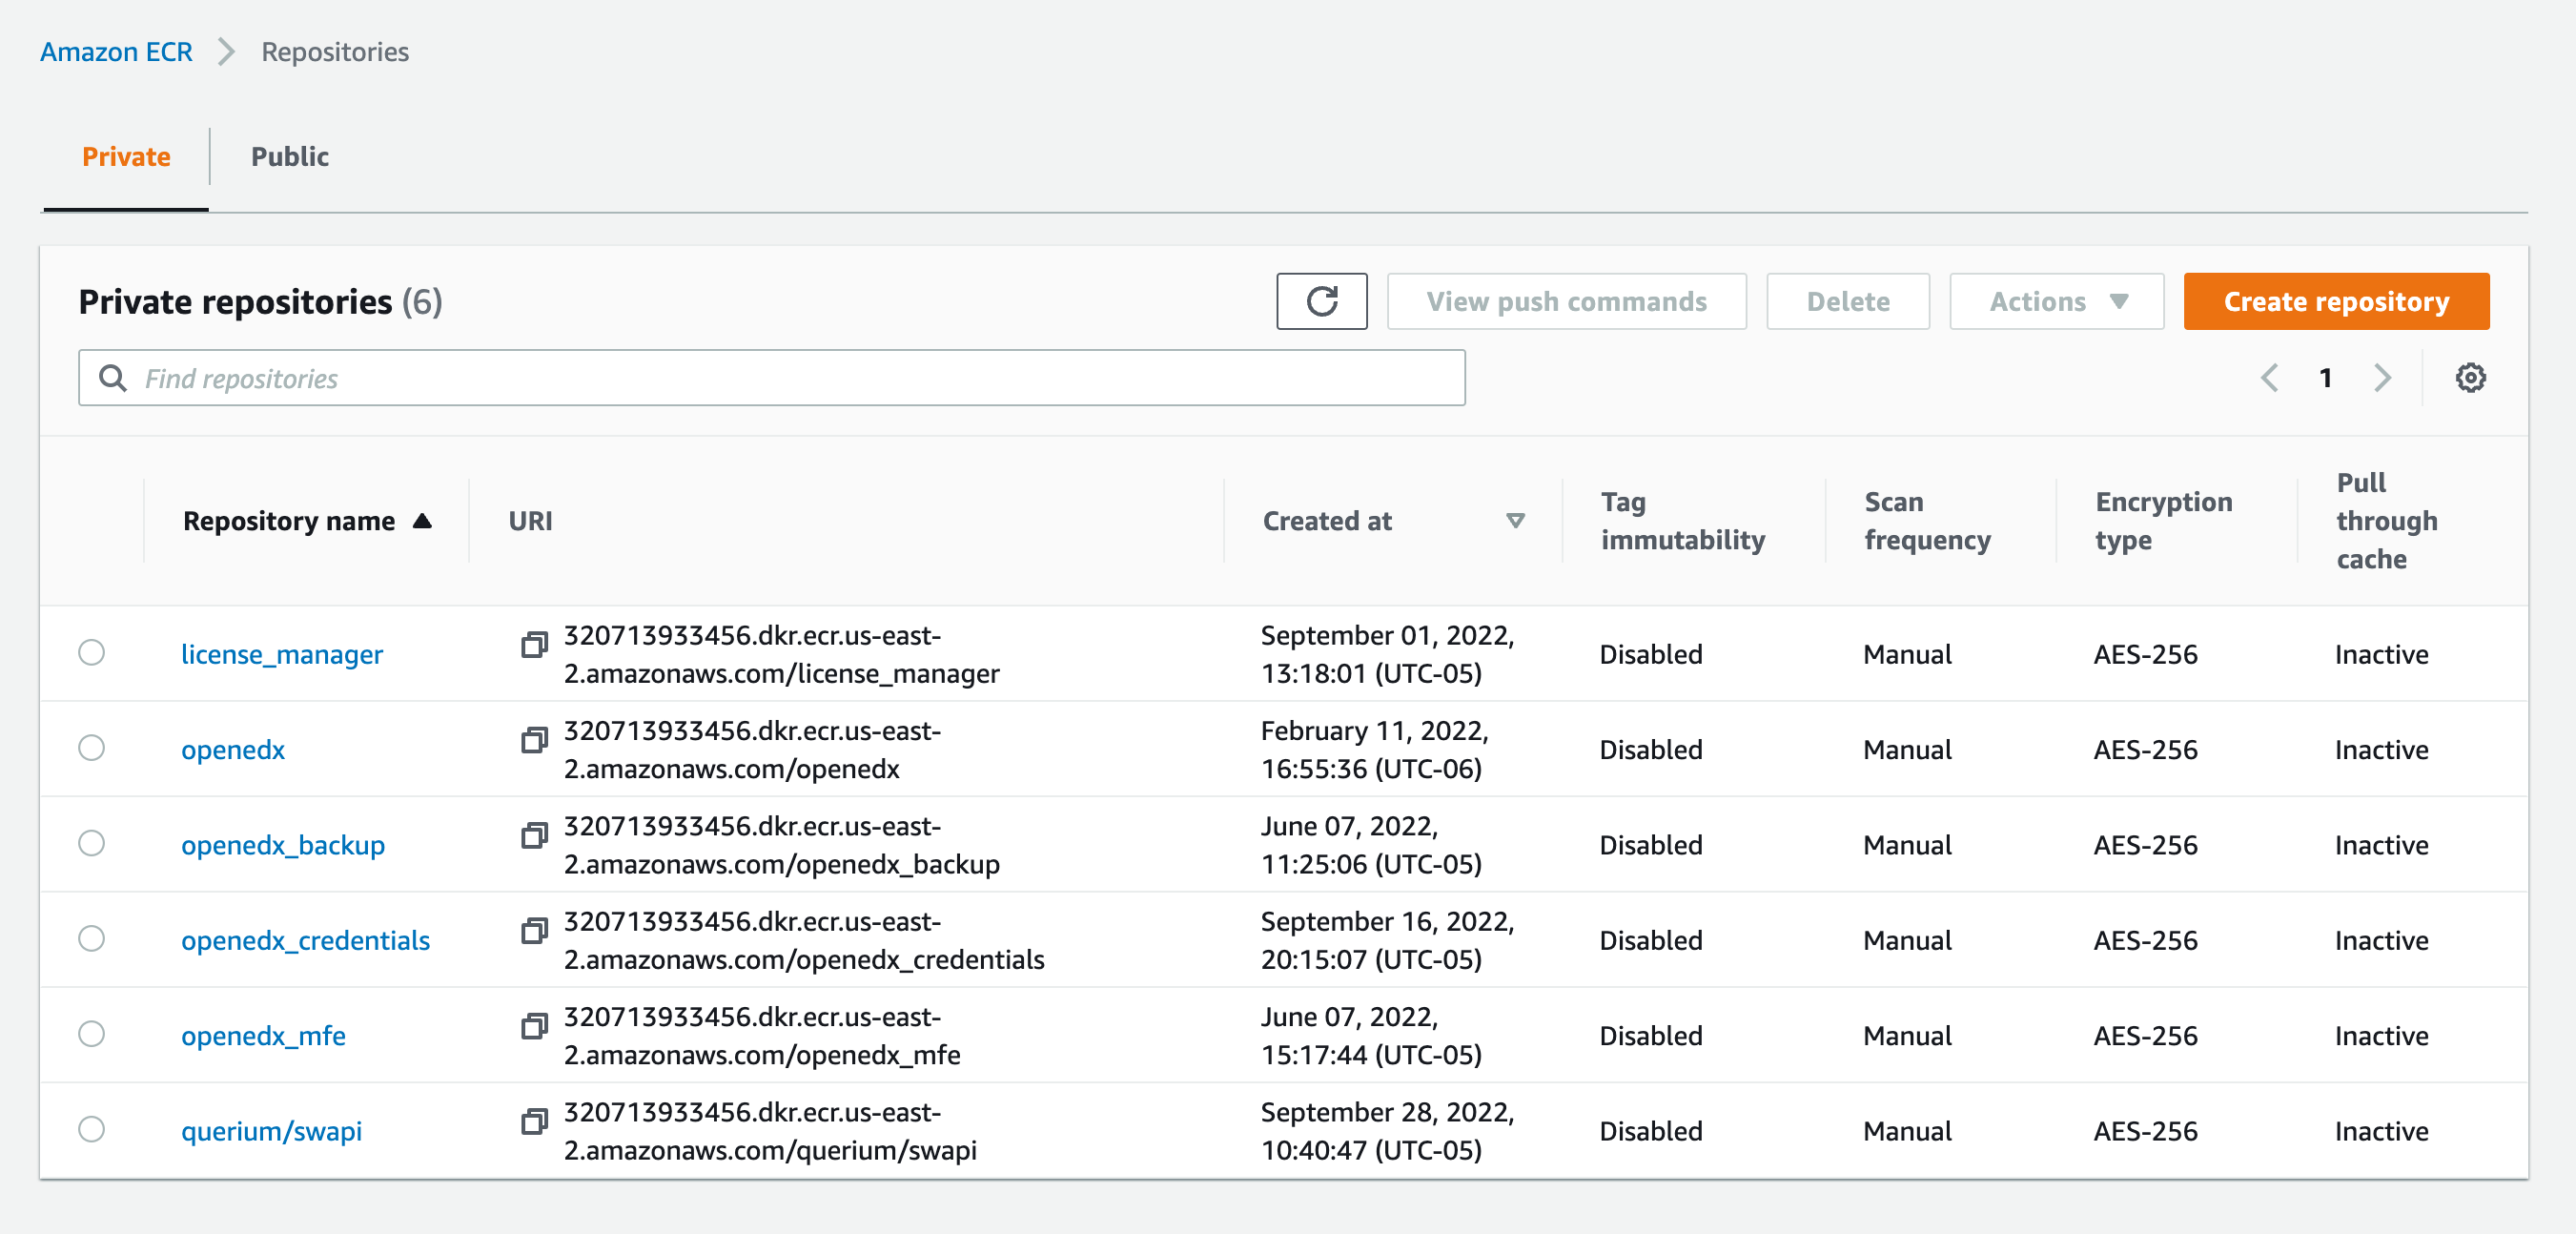 Amazon ECR
Repositories
Private
Public
Private repositories (6)
View push commands
Delete
Actions
Create repository
Find repositories
1
Repository name
URI
Created at
Tag
immutability
Scan
frequency
Encryption
type
Pull
through
cache
license_manager
320713933456.dkr.ecr.us-east-
2.amazonaws.com/license_manager
September 01, 2022,
13:18:01 (UTC-05)
Disabled
Manual
AES-256
Inactive
openedx
320713933456.dkr.ecr.us-east-
2.amazonaws.com/openedx
February 11, 2022,
16:55:36 (UTC-06)
Disabled
Manual
AES-256
Inactive
openedx_backup
320713933456.dkr.ecr.us-east-
2.amazonaws.com/openedx_backup
June 07, 2022,
11:25:06 (UTC-05)
Disabled
Manual
AES-256
Inactive
openedx_credentials
320713933456.dkr.ecr.us-east-
2.amazonaws.com/openedx_credentials
September 16, 2022,
20:15:07 (UTC-05)
Disabled
Manual
AES-256
Inactive
openedx_mfe
320713933456.dkr.ecr.us-east-
2.amazonaws.com/openedx_mfe
June 07, 2022,
15:17:44 (UTC-05)
Disabled
Manual
AES-256
Inactive
querium/swapi
320713933456.dkr.ecr.us-east-
2.amazonaws.com/querium/swapi
September 28, 2022,
10:40:47 (UTC-05)
Disabled
Manual
AES-256
Inactive